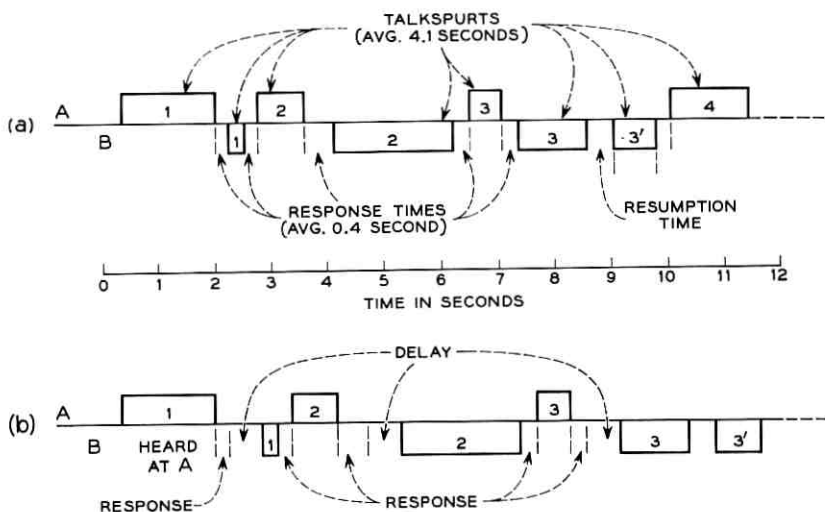 TALKSPURTS
(AVG. 4.1 SECONDS)
A
1
2
3
4
(a)
B
1
2
3
3'
RESPONSE TIMES
(AVG. 0.4 SECOND)
RESUMPTION
TIME
0 1 2 3 4 5 6 7 8 9 10 11 12
TIME IN SECONDS
DELAY
A
1
2
3
(b)
B
HEARD
AT A
1
2
3
3'
RESPONSE
RESPONSE